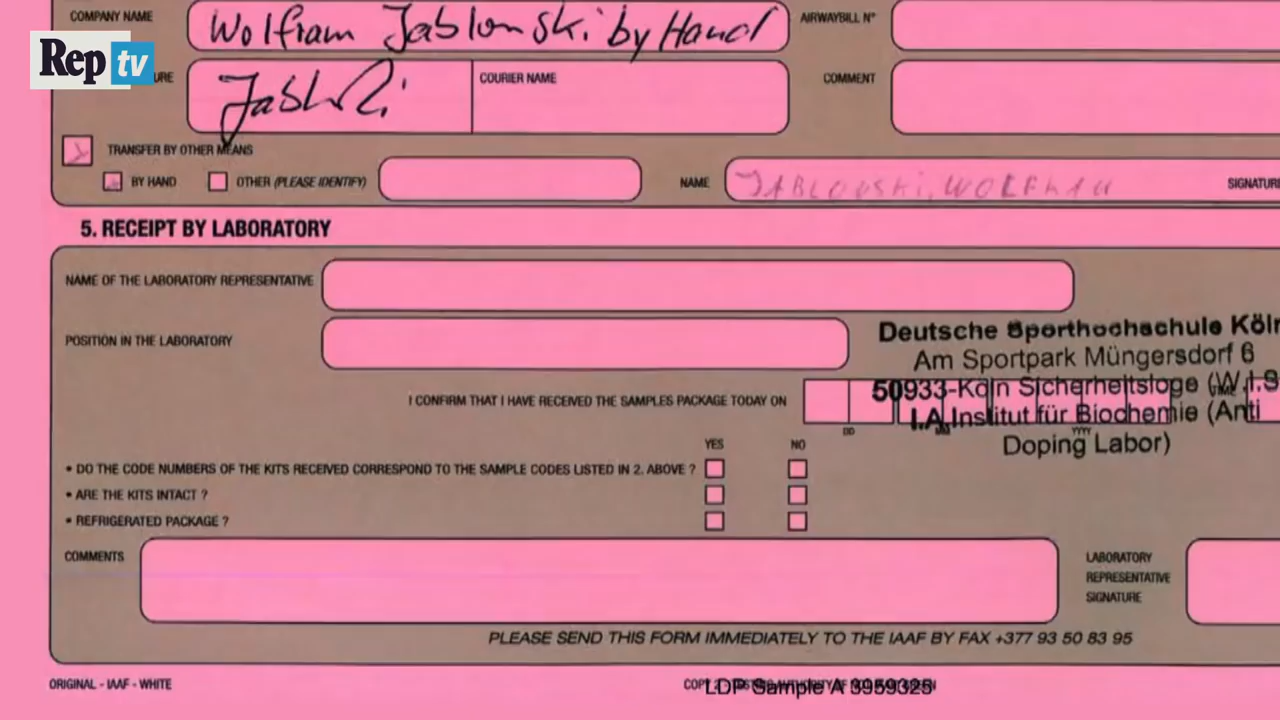 COMPANY NAME Wolfram Jablonski by Hand AIRWAYBILL N°
Rep tv
URE COURIER NAME COMMENT
TRANSFER BY OTHER MEANS
BY HAND OTHER (PLEASE IDENTIFY) NAME JABLOVSKI, WOLFRAM SIGNATURE
5. RECEIPT BY LABORATORY
NAME OF THE LABORATORY REPRESENTATIVE
Deutsche Sporthochschule Köln
POSITION IN THE LABORATORY
Am Sportpark Müngersdorf 6
50933-Köln Sicherheitsloge (W.I.S
I CONFIRM THAT I HAVE RECEIVED THE SAMPLES PACKAGE TODAY ON
I.A.Institut für Biochemie (Anti
DD YYYY
Doping Labor)
YES NO
• DO THE CODE NUMBERS OF THE KITS RECEIVED CORRESPOND TO THE SAMPLE CODES LISTED IN 2. ABOVE ?
• ARE THE KITS INTACT ?
• REFRIGERATED PACKAGE ?
COMMENTS
LABORATORY
REPRESENTATIVE
SIGNATURE
PLEASE SEND THIS FORM IMMEDIATELY TO THE IAAF BY FAX +377 93 50 83 95
ORIGINAL - IAAF - WHITE
LDP Sample A 3959325